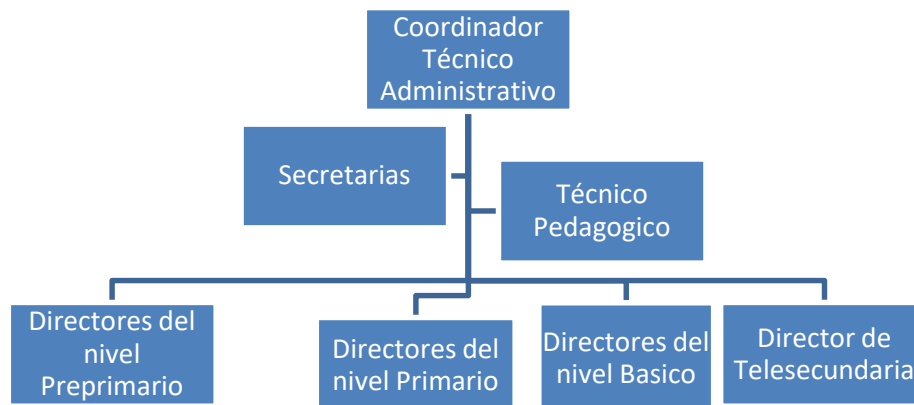 Coordinador
Técnico
Administrativo
Secretarias
Técnico
Pedagogico
Directores del
nivel
Preprimario
Directores del
nivel Primario
Directores del
nivel Basico
Director de
Telesecundaria